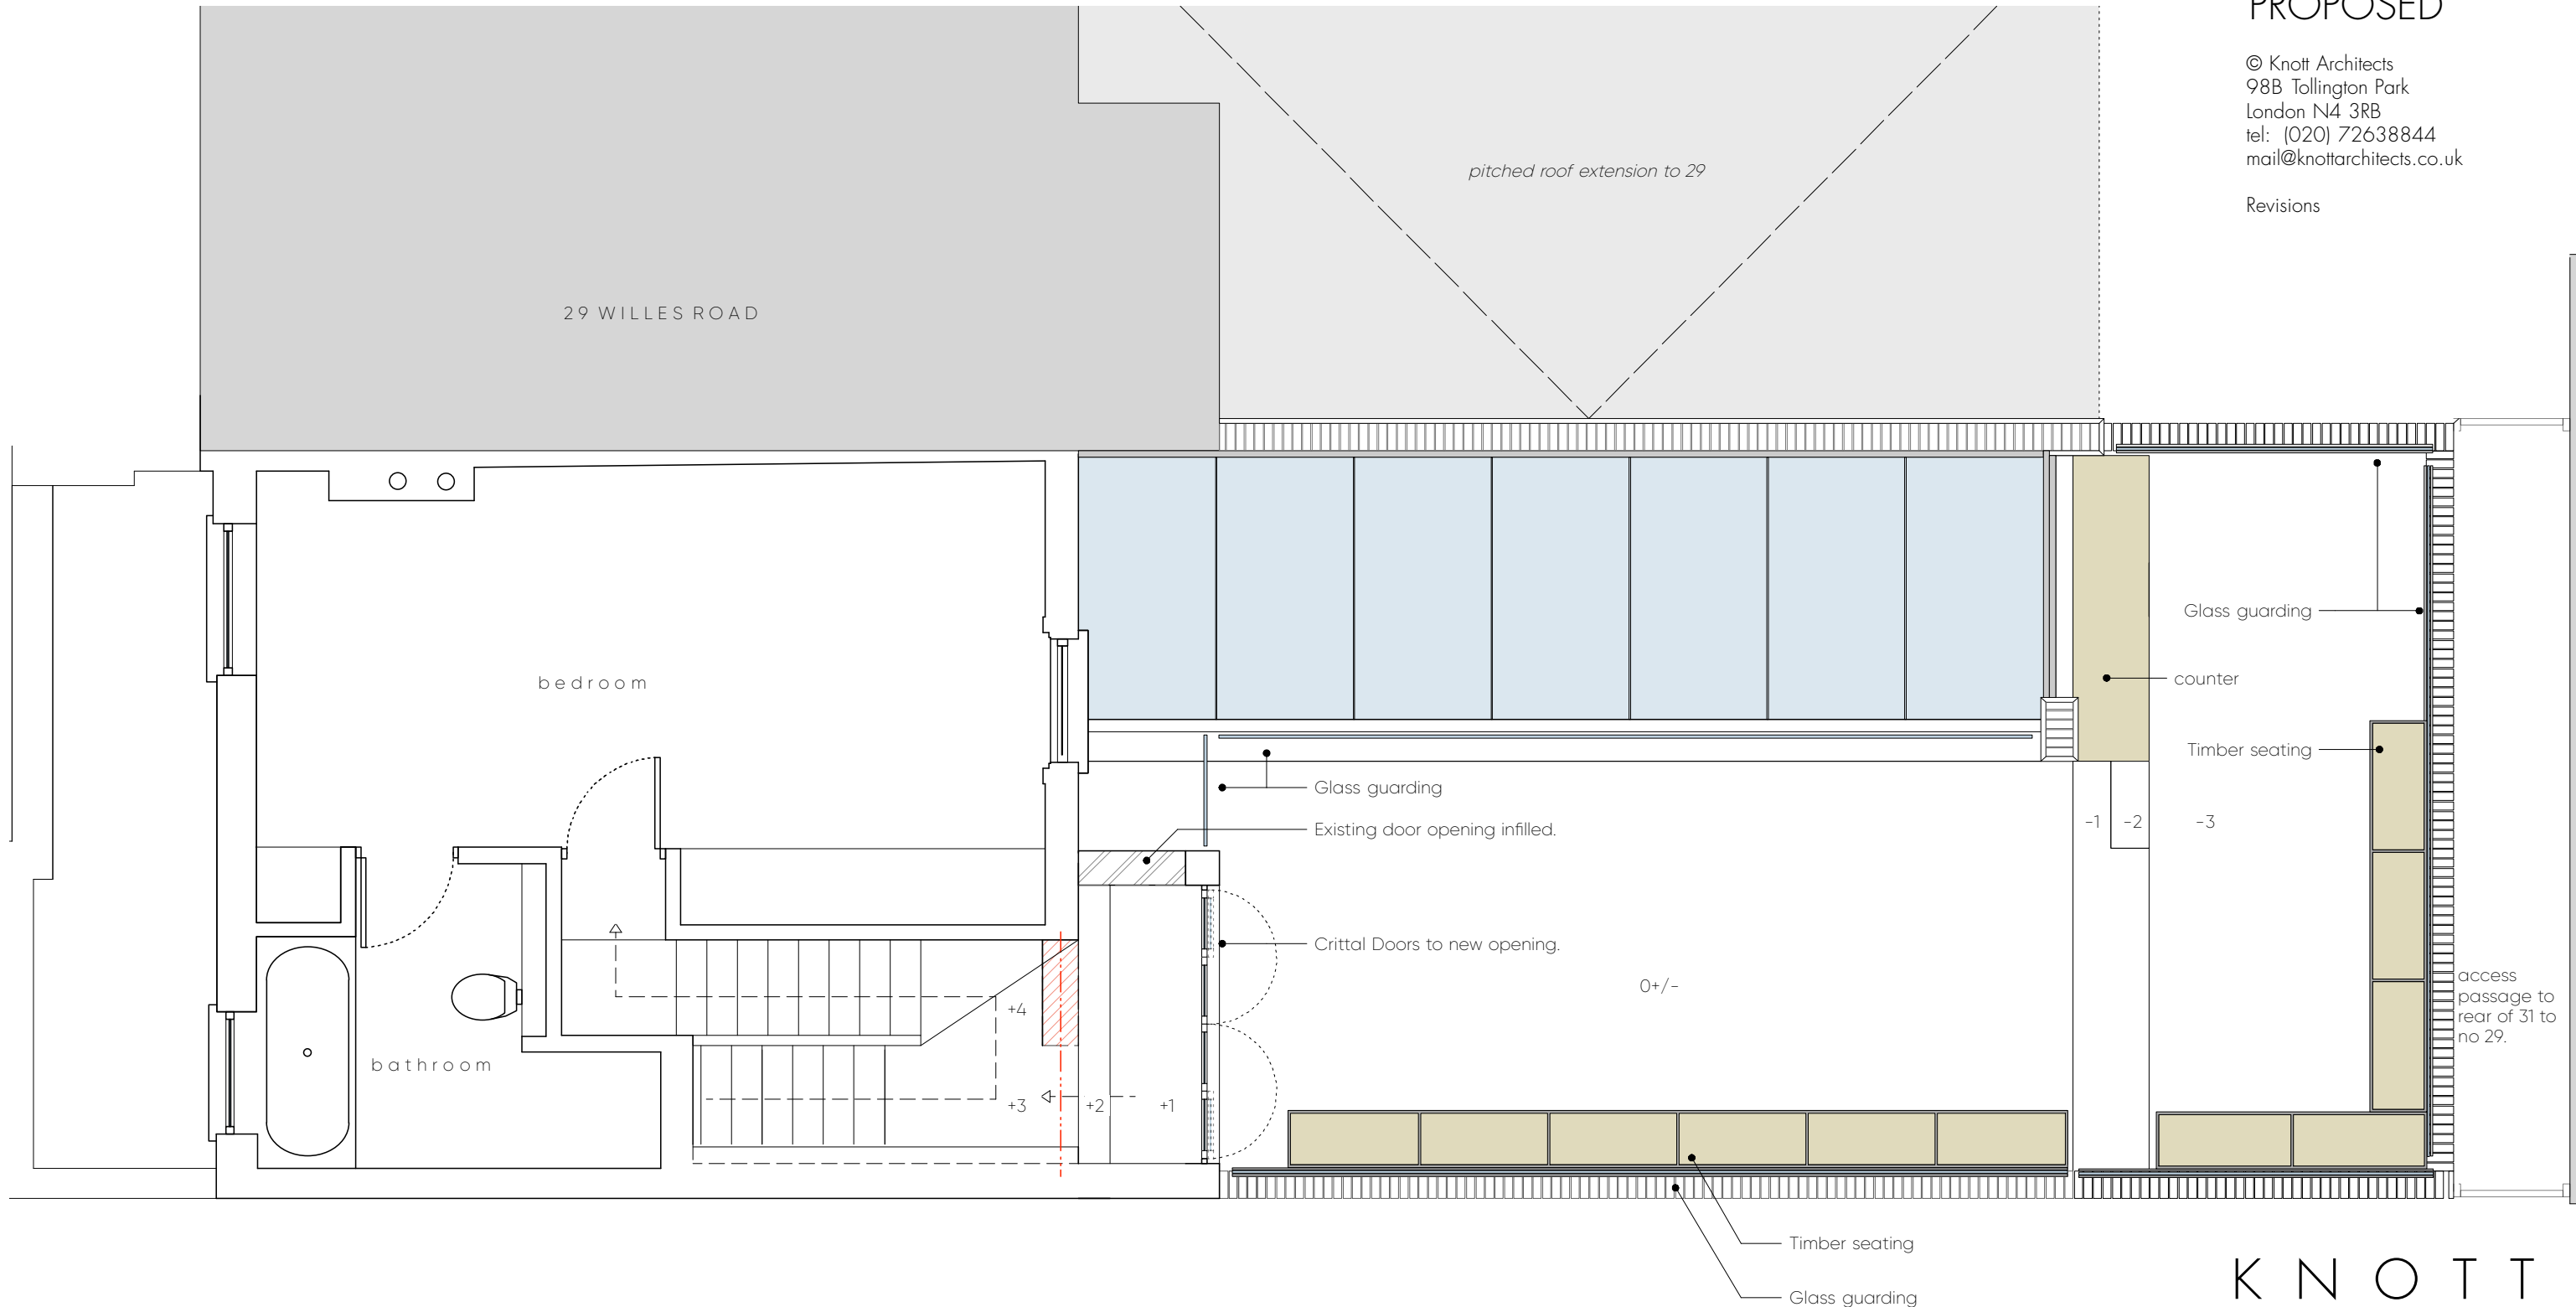 PROPOSED
© Knott Architects
98B Tollington Park
London N4 3RB
tel: (020) 72638844
mail@knottarchitects.co.uk
Revisions
pitched roof extension to 29
29 WILLES ROAD
Glass guarding
counter
bedroom
Timber seating
Glass guarding
Existing door opening infilled.
-1
-2
-3
Crittal Doors to new opening.
0+/-
access
passage to
rear of 31 to
no 29.
+4
bathroom
+3
+2
+1
Timber seating
Glass guarding
KNOTT